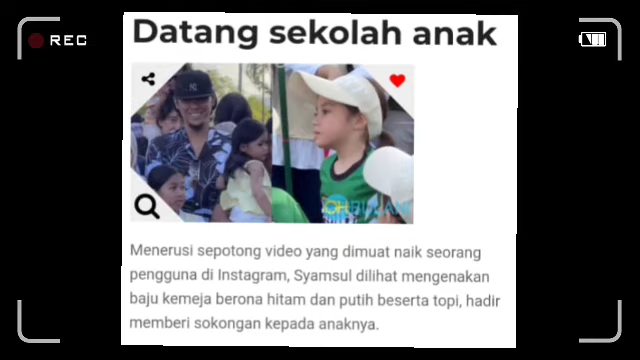 REC
Datang sekolah anak
OHBULAN!
Menerusi sepotong video yang dimuat naik seorang
pengguna di Instagram, Syamsul dilihat mengenakan
baju kemeja berona hitam dan putih beserta topi, hadir
memberi sokongan kepada anaknya.